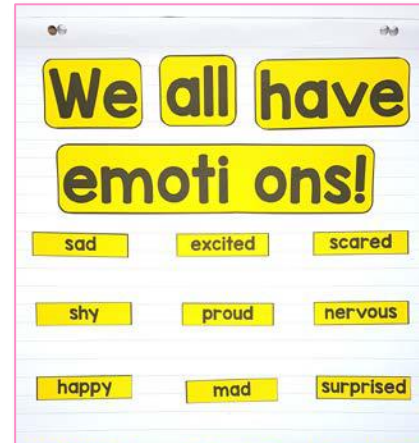 We all have
emoti ons!
sad excited scared
shy proud nervous
happy mad surprised